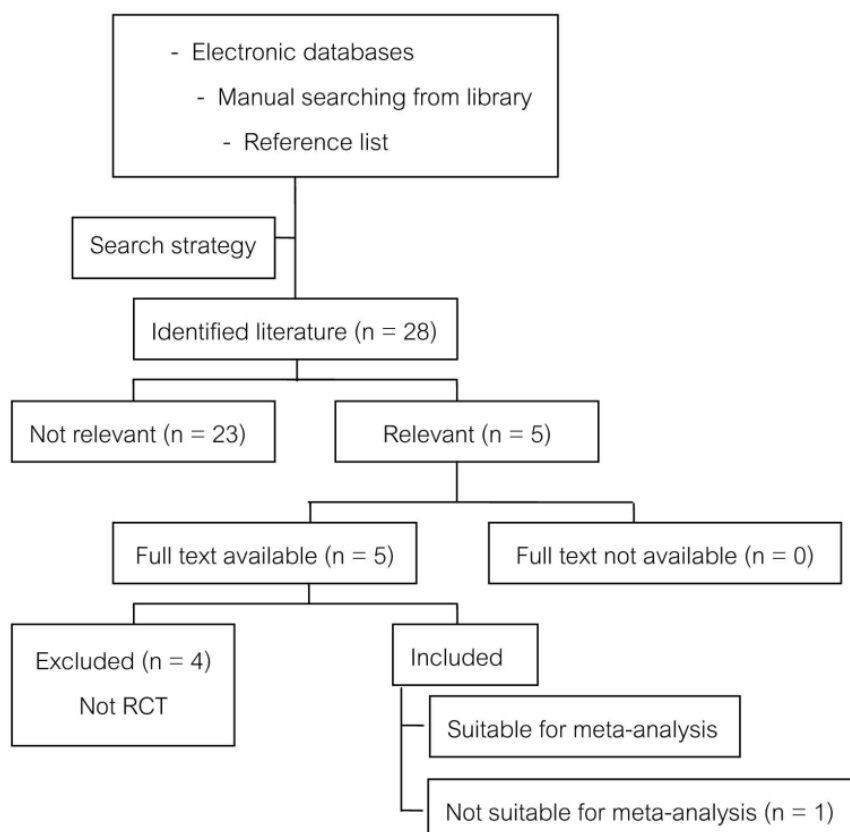 - Electronic databases
- Manual searching from library
- Reference list
Search strategy
Identified literature (n = 28)
Not relevant (n = 23)
Relevant (n = 5)
Full text available (n = 5)
Full text not available (n = 0)
Excluded (n = 4)
Not RCT
Included
Suitable for meta-analysis
Not suitable for meta-analysis (n = 1)